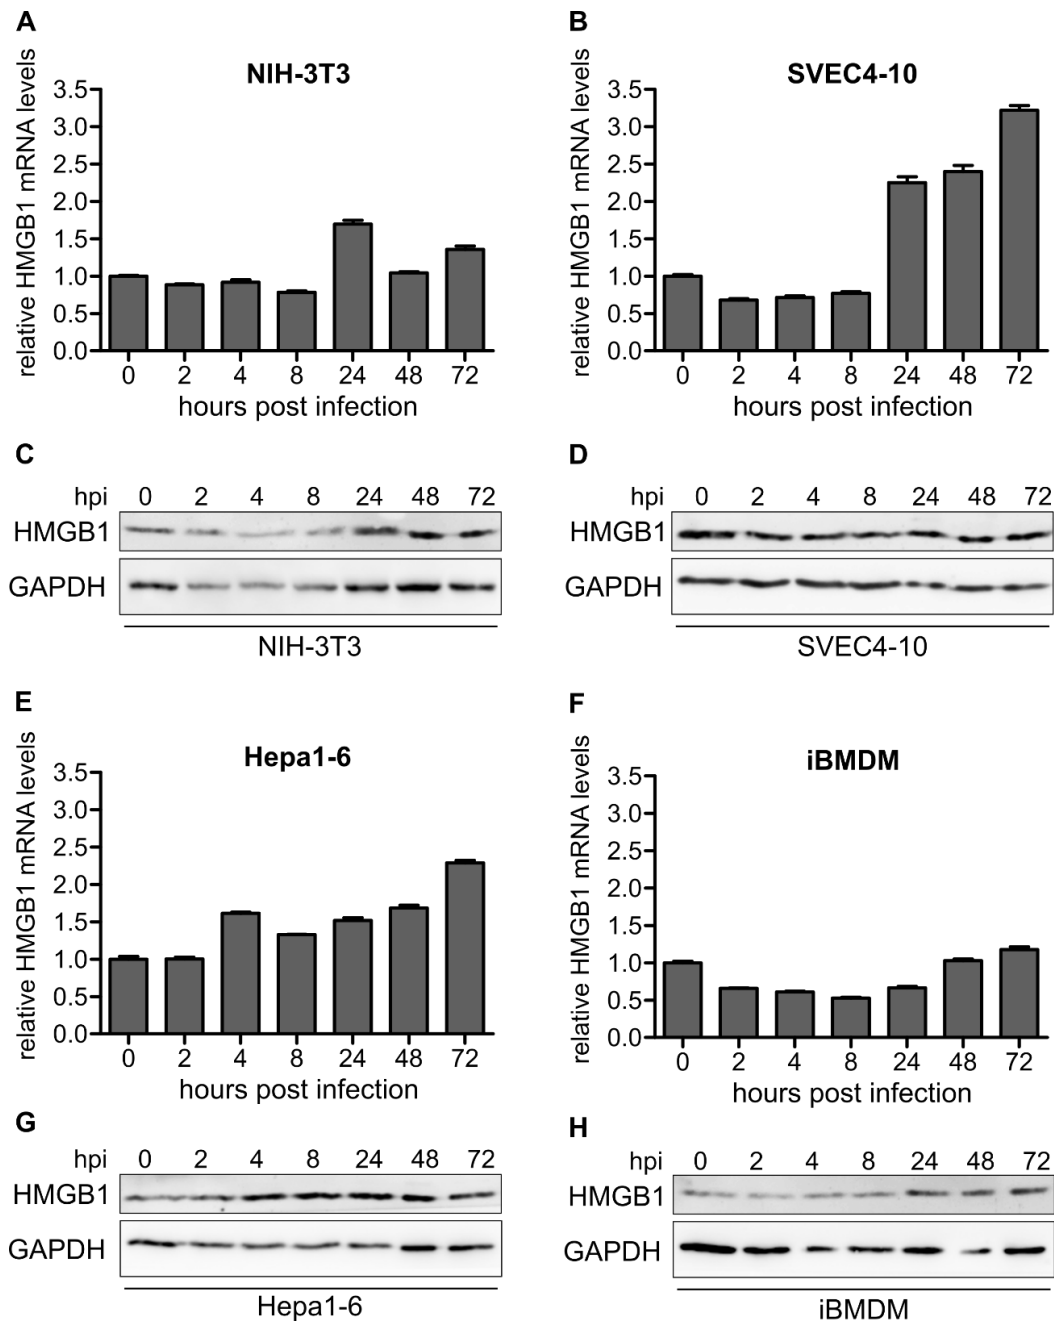 A
NIH-3T3
relative HMGB1 mRNA levels
3.5
3.0
2.5
2.0
1.5
1.0
0.5
0.0
0 2 4 8 24 48 72
hours post infection
B
SVEC4-10
relative HMGB1 mRNA levels
3.5
3.0
2.5
2.0
1.5
1.0
0.5
0.0
0 2 4 8 24 48 72
hours post infection
C
hpi 0 2 4 8 24 48 72
HMGB1
GAPDH
NIH-3T3
D
0 2 4 8 24 48 72
HMGB1
GAPDH
SVEC4-10
E
Hepa1-6
relative HMGB1 mRNA levels
3.5
3.0
2.5
2.0
1.5
1.0
0.5
0.0
0 2 4 8 24 48 72
hours post infection
F
iBMDM
relative HMGB1 mRNA levels
3.5
3.0
2.5
2.0
1.5
1.0
0.5
0.0
0 2 4 8 24 48 72
hours post infection
G
hpi 0 2 4 8 24 48 72
HMGB1
GAPDH
Hepa1-6
H
hpi 0 2 4 8 24 48 72
HMGB1
GAPDH
iBMDM